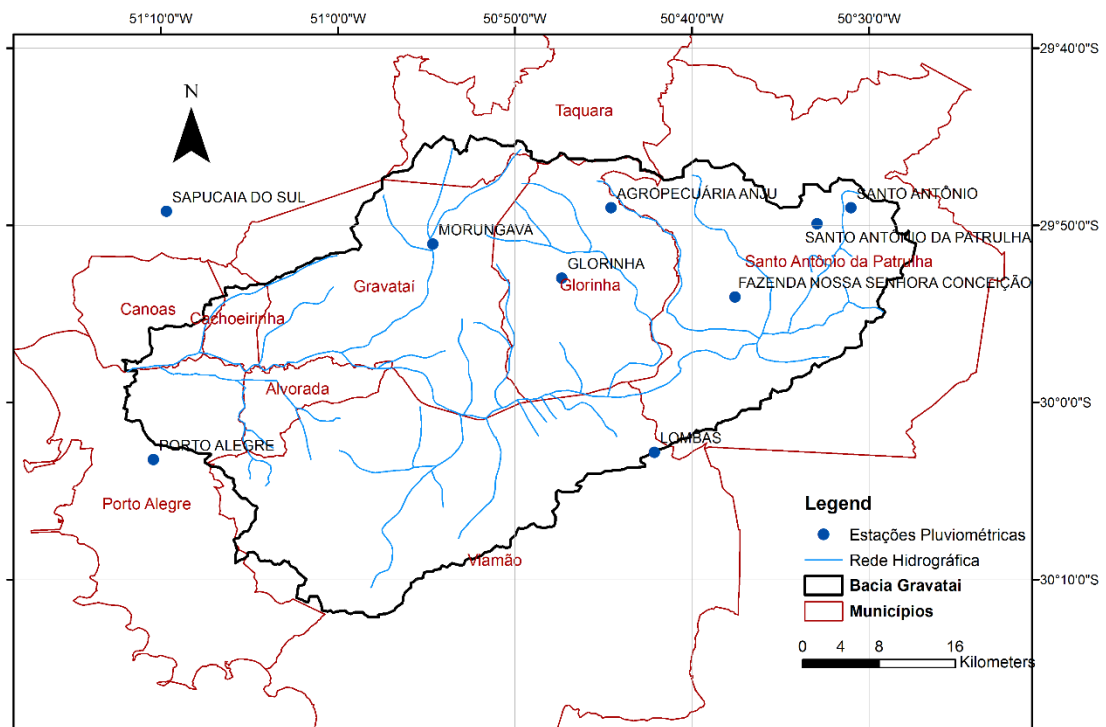 51°10'0"W
51°0'0"W
50°50'0"W
50°40'0"W
50°30'0"W
29°40'0"S
Taquara
N
SAPUCAIA DO SUL
AGROPECUÁRIA ANJU
SANTO ANTÔNIO
29°50'0"S
MORUNGAVA
SANTO ANTÔNIO DA PATRULHA
GLORINHA
Santo Antônio da Patrulha
Gravataí
Glorinha
FAZENDA NOSSA SENHORA CONCEIÇÃO
Canoas
Cachoeirinha
Alvorada
30°0'0"S
PORTO ALEGRE
LOMBAS
Porto Alegre
Viamão
30°10'0"S
Legend
Estações Pluviométricas
Rede Hidrográfica
Bacia Gravatai
Municípios
0 4 8 16
Kilometers